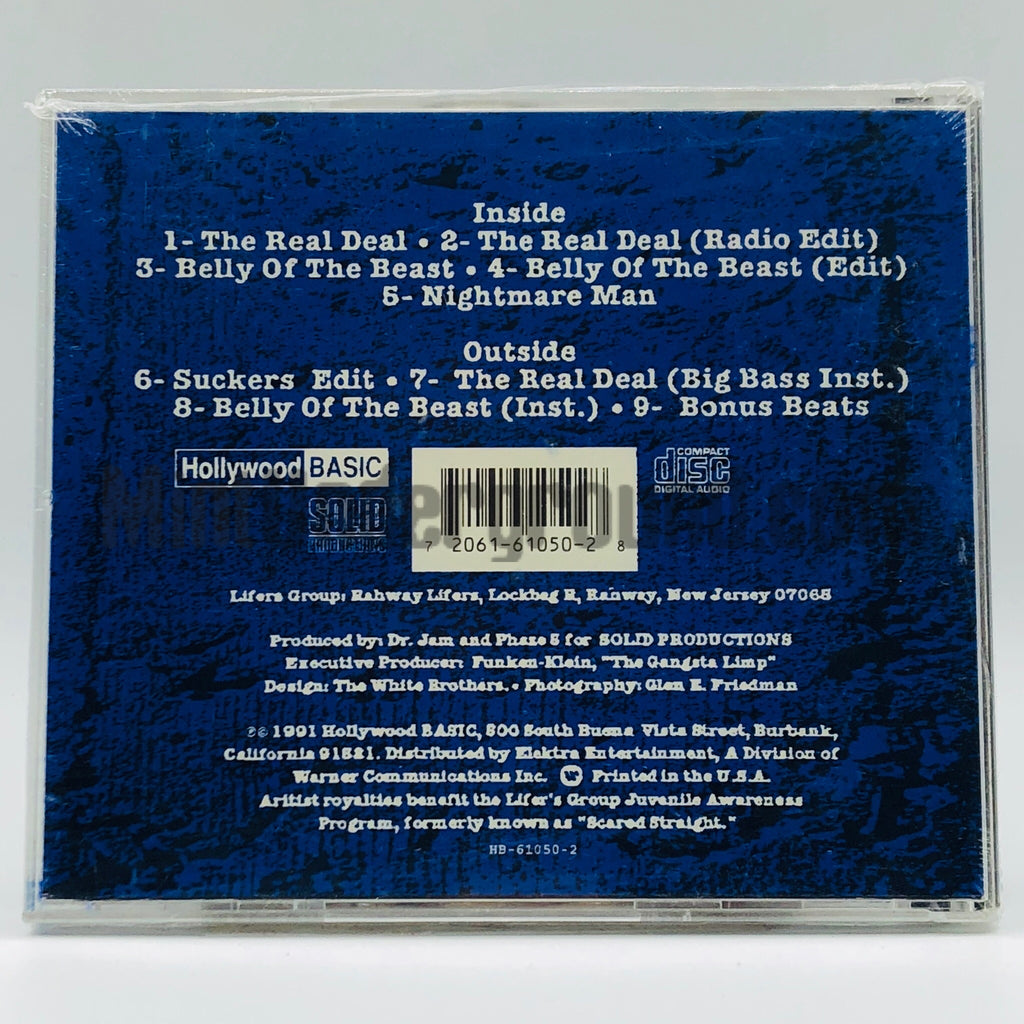 Inside
1- The Real Deal • 2- The Real Deal (Radio Edit)
3- Belly Of The Beast • 4- Belly Of The Beast (Edit)
5- Nightmare Man
Outside
6- Suckers Edit • 7- The Real Deal (Big Bass Inst.)
8- Belly Of The Beast (Inst.) • 9- Bonus Beats
Hollywood BASIC
COMPACT
disc
DIGITAL AUDIO
SOLID
PRODUCTIONS
7 2061-61050-2 8
Lifers Group: Rahway Lifers, Lockbag R, Rahway, New Jersey 07065
Produced by: Dr. Jam and Phase 5 for SOLID PRODUCTIONS
Executive Producer: Funken-Klein, "The Gangsta Limp"
Design: The White Brothers. • Photography: Glen E. Friedman
℗© 1991 Hollywood BASIC, 500 South Buena Vista Street, Burbank,
California 91521. Distributed by Elektra Entertainment, A Division of
Warner Communications Inc. Printed in the U.S.A.
Aritist royalties benefit the Lifer's Group Juvenile Awareness
Program, formerly known as "Scared Straight."
HB-61050-2